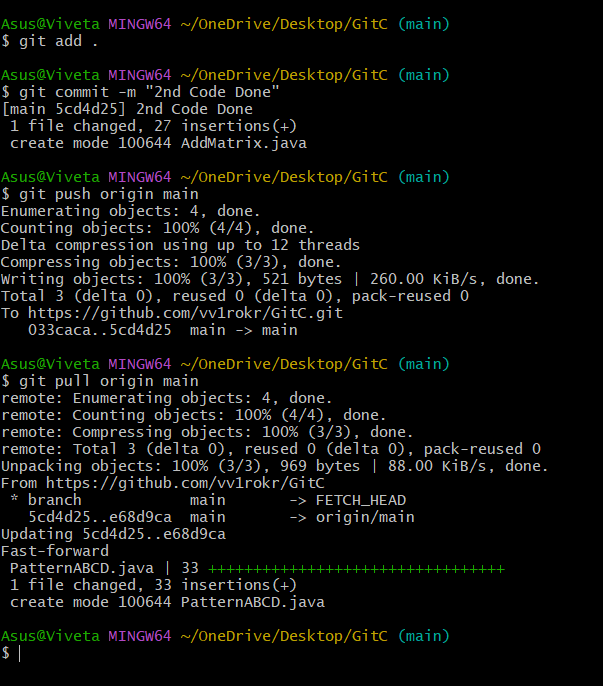 Asus@Viveta MINGW64 ~/OneDrive/Desktop/GitC (main)
$ git add .
Asus@Viveta MINGW64 ~/OneDrive/Desktop/GitC (main)
$ git commit -m "2nd Code Done"
[main 5cd4d25] 2nd Code Done
 1 file changed, 27 insertions(+)
 create mode 100644 AddMatrix.java
Asus@Viveta MINGW64 ~/OneDrive/Desktop/GitC (main)
$ git push origin main
Enumerating objects: 4, done.
Counting objects: 100% (4/4), done.
Delta compression using up to 12 threads
Compressing objects: 100% (3/3), done.
Writing objects: 100% (3/3), 521 bytes | 260.00 KiB/s, done.
Total 3 (delta 0), reused 0 (delta 0), pack-reused 0
To https://github.com/vv1rokr/GitC.git
   033caca..5cd4d25  main -> main
Asus@Viveta MINGW64 ~/OneDrive/Desktop/GitC (main)
$ git pull origin main
remote: Enumerating objects: 4, done.
remote: Counting objects: 100% (4/4), done.
remote: Compressing objects: 100% (3/3), done.
remote: Total 3 (delta 0), reused 0 (delta 0), pack-reused 0
Unpacking objects: 100% (3/3), 969 bytes | 88.00 KiB/s, done.
From https://github.com/vv1rokr/GitC
 * branch            main       -> FETCH_HEAD
   5cd4d25..e68d9ca  main       -> origin/main
Updating 5cd4d25..e68d9ca
Fast-forward
 PatternABCD.java | 33 +++++++++++++++++++++++++++++++++
 1 file changed, 33 insertions(+)
 create mode 100644 PatternABCD.java
Asus@Viveta MINGW64 ~/OneDrive/Desktop/GitC (main)
$